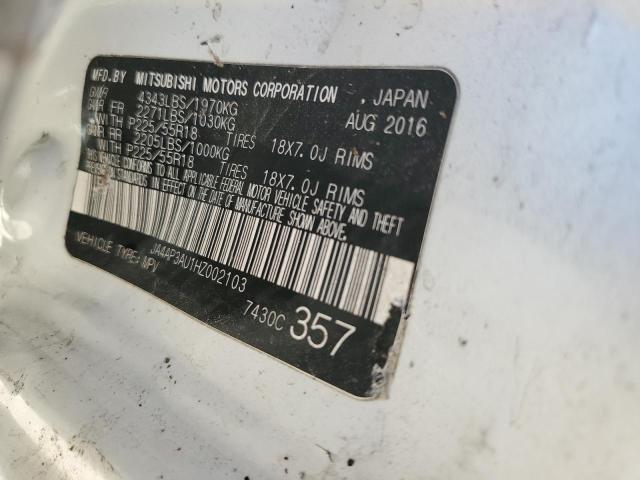 MFD.BY MITSUBISHI MOTORS CORPORATION , JAPAN
GVWR 4343LBS/1970KG AUG 2016
GAWR FR 2271LBS/1030KG
WITH P225/55R18 TIRES 18X7.0J RIMS
GAWR RR 2205LBS/1000KG
WITH P225/55R18 TIRES 18X7.0J RIMS
THIS VEHICLE CONFORMS TO ALL APPLICABLE FEDERAL MOTOR VEHICLE SAFETY AND THEFT
PREVENTION STANDARDS IN EFFECT ON THE DATE OF MANUFACTURE SHOWN ABOVE.
JA4AP3AU1HZ002103
VEHICLE TYPE:MPV 7430C 357